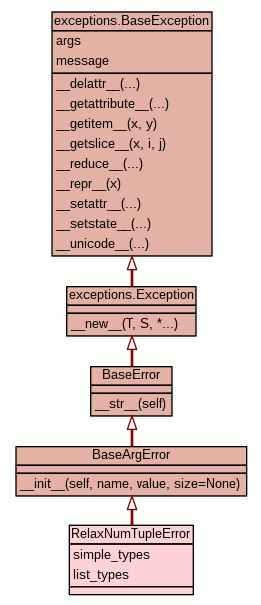 exceptions.BaseException
args
message
__delattr__(...)
__getattribute__(...)
__getitem__(x, y)
__getslice__(x, i, j)
__reduce__(...)
__repr__(x)
__setattr__(...)
__setstate__(...)
__unicode__(...)
exceptions.Exception
__new__(T, S, *...)
BaseError
__str__(self)
BaseArgError
__init__(self, name, value, size=None)
RelaxNumTupleError
simple_types
list_types